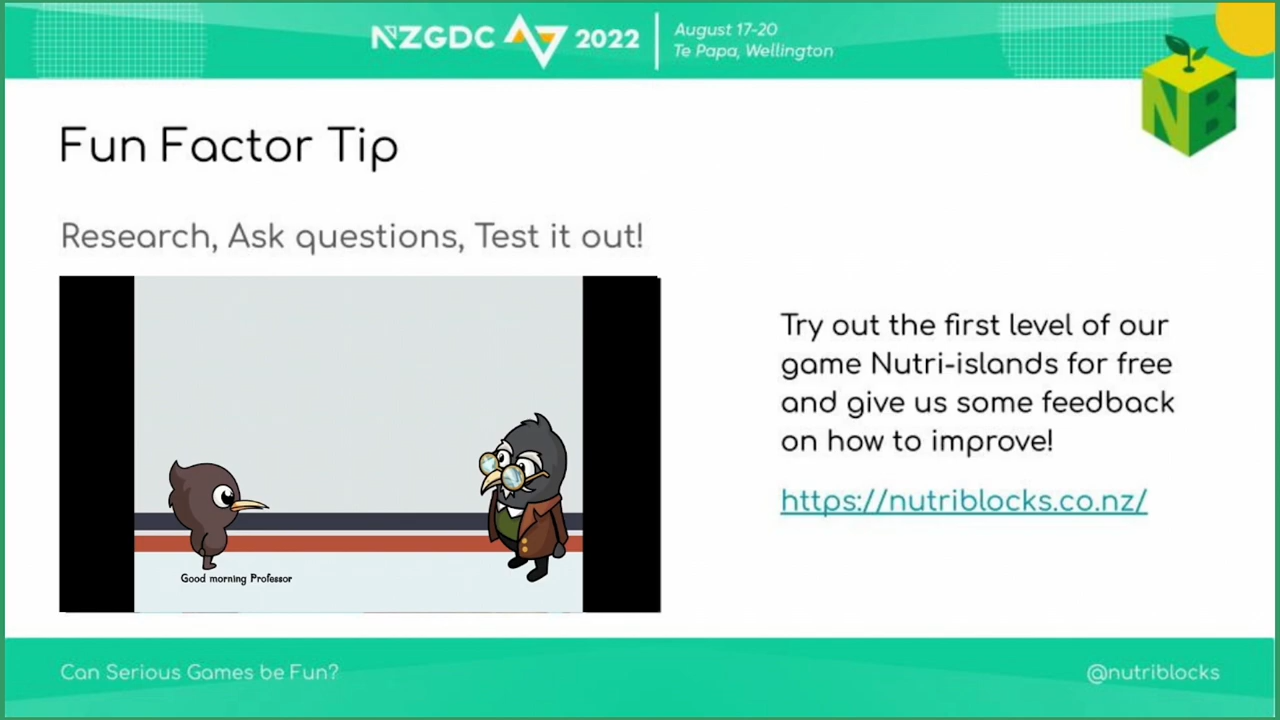 NZGDC 2022
August 17-20
Te Papa, Wellington
NB
Fun Factor Tip
Research, Ask questions, Test it out!
Try out the first level of our
game Nutri-islands for free
and give us some feedback
on how to improve!
https://nutriblocks.co.nz/
Good morning Professor
Can Serious Games be Fun?
@nutriblocks